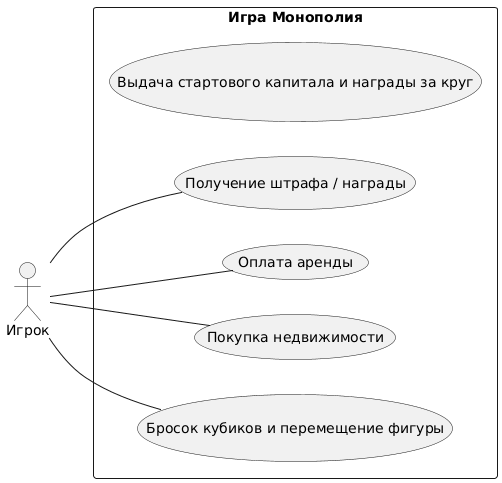 Игра Монополия
Выдача стартового капитала и награды за круг
Получение штрафа / награды
Оплата аренды
Игрок
Покупка недвижимости
Бросок кубиков и перемещение фигуры